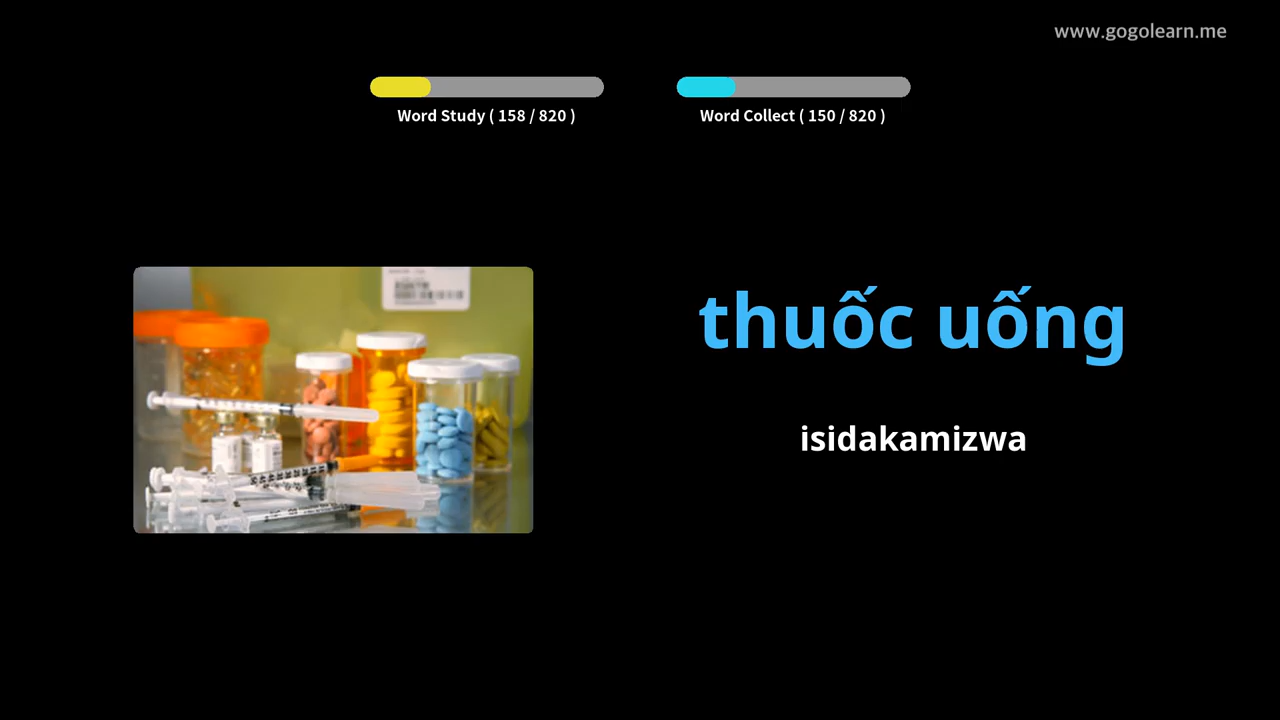 www.gogolearn.me
Word Study ( 158 / 820 )
Word Collect ( 150 / 820 )
thuốc uống
isidakamizwa